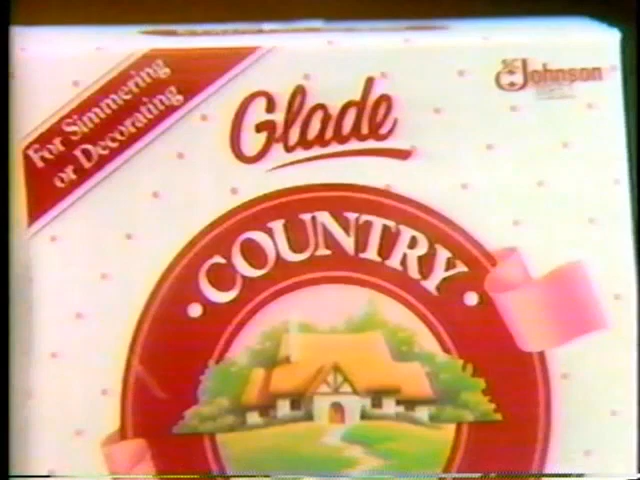 For Simmering
or Decorating
Glade
Johnson
• COUNTRY •